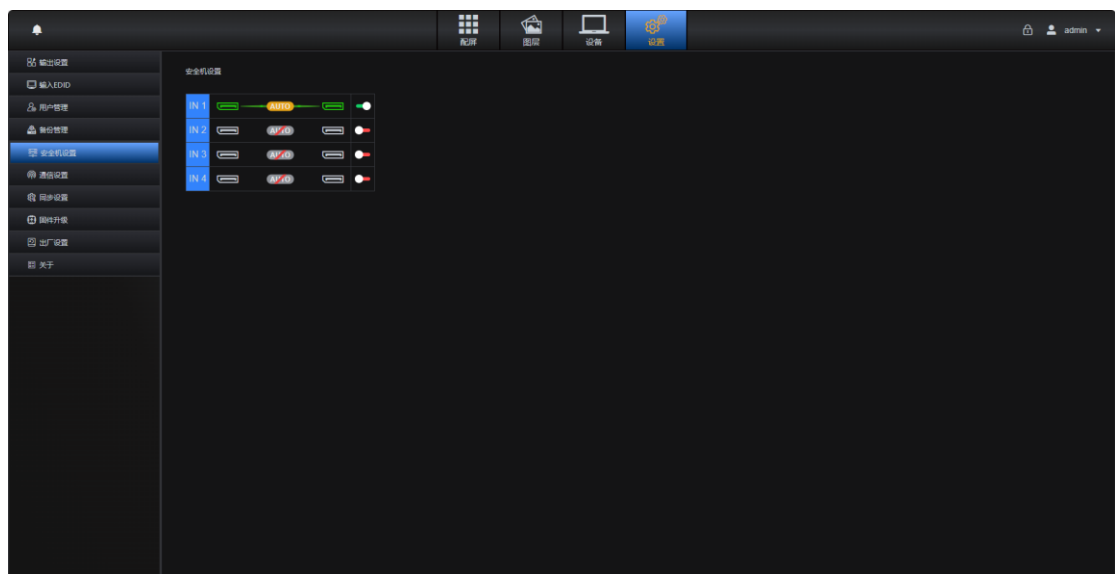 配屏
图层
设备
设置
admin
输出设置
输入EDID
用户管理
备份管理
安全机设置
通信设置
同步设置
固件升级
出厂设置
关于
安全机设置
IN 1 AUTO
IN 2 AUTO
IN 3 AUTO
IN 4 AUTO